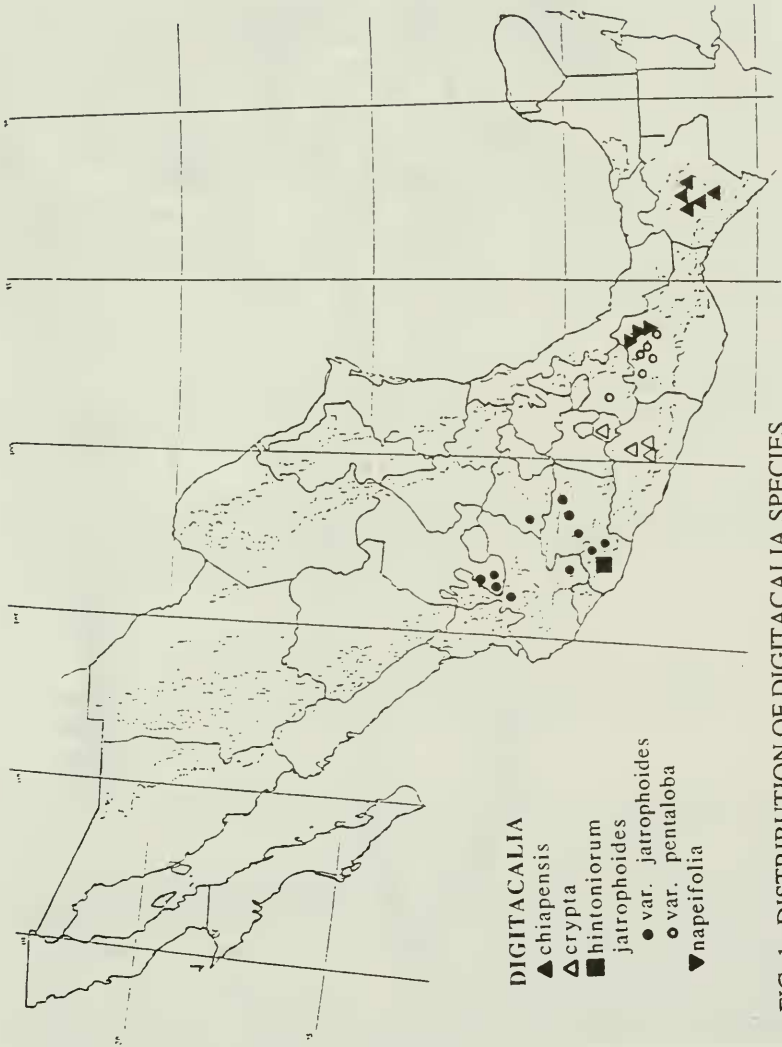 DIGITACALIA
▲ chiapensis
△ crypta
■ hintoniorum
jatrophoides
● var. jatrophoides
○ var. pentaloba
▼ napeifolia
FIG. 1. DISTRIBUTION OF DIGITACALIA SPECIES